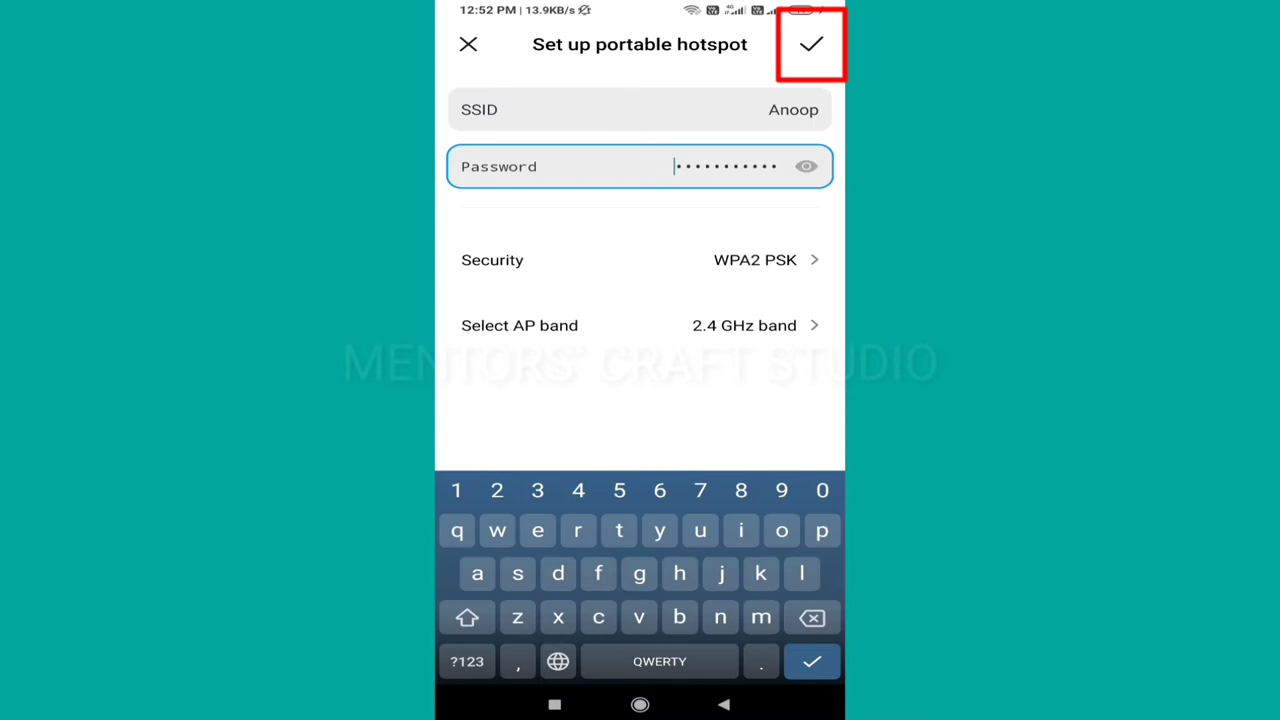 12:52 PM | 13.9KB/s
Set up portable hotspot
SSID Anoop
Password •••••••••••
Security WPA2 PSK
Select AP band 2.4 GHz band
MENTORS' CRAFT STUDIO
1 2 3 4 5 6 7 8 9 0
q w e r t y u i o p
a s d f g h j k l
z x c v b n m
?123 , QWERTY .